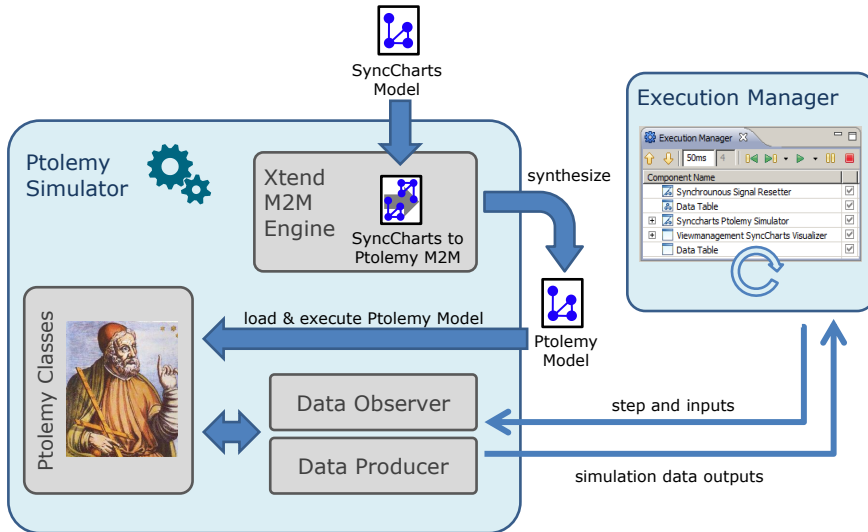 SyncCharts
Model
Execution Manager
Execution Manager
50ms
4
Component Name
Synchrounous Signal Resetter
Data Table
Synccharts Ptolemy Simulator
Viewmanagement SyncCharts Visualizer
Data Table
Ptolemy
Simulator
Xtend
M2M
Engine
SyncCharts to
Ptolemy M2M
synthesize
Ptolemy
Model
load & execute Ptolemy Model
Ptolemy Classes
Data Observer
Data Producer
step and inputs
simulation data outputs